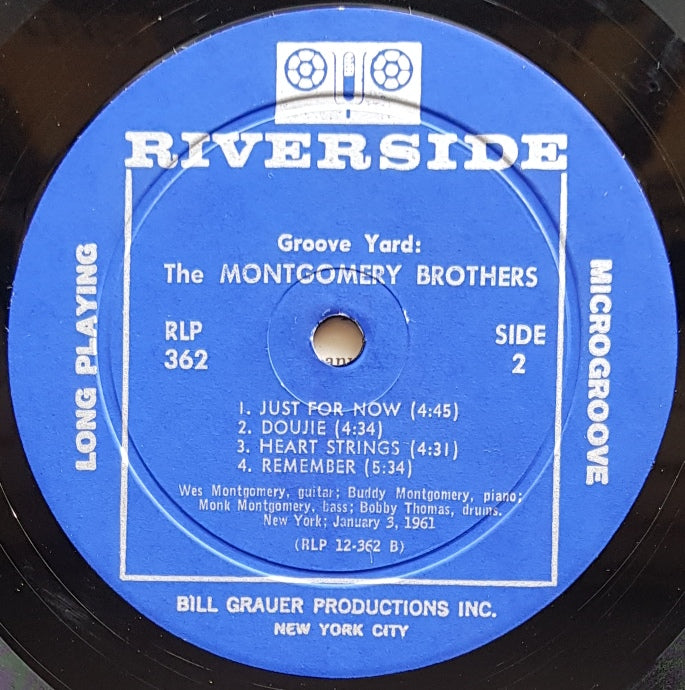 RIVERSIDE
Groove Yard:
The MONTGOMERY BROTHERS
LONG PLAYING
MICROGROOVE
RLP
362
SIDE
2
1. JUST FOR NOW (4:45)
2. DOUJIE (4:34)
3. HEART STRINGS (4:31)
4. REMEMBER (5:34)
Wes Montgomery, guitar; Buddy Montgomery, piano;
Monk Montgomery, bass; Bobby Thomas, drums.
New York; January 3, 1961
(RLP 12-362 B)
BILL GRAUER PRODUCTIONS INC.
NEW YORK CITY